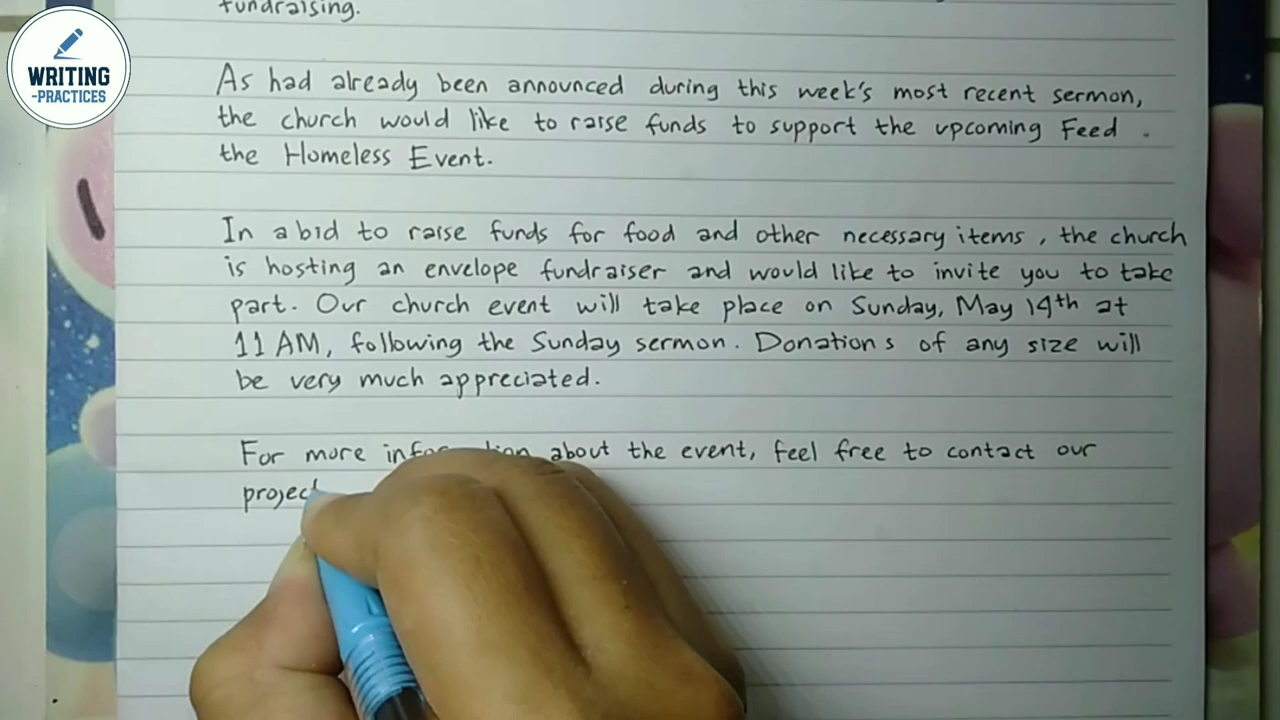 WRITING
-PRACTICES
fundraising.
As had already been announced during this week's most recent sermon,
the church would like to raise funds to support the upcoming Feed .
the Homeless Event.
In a bid to raise funds for food and other necessary items, the church
is hosting an envelope fundraiser and would like to invite you to take
part. Our church event will take place on Sunday, May 14th at
11 AM, following the Sunday sermon. Donations of any size will
be very much appreciated.
For more information about the event, feel free to contact our
project